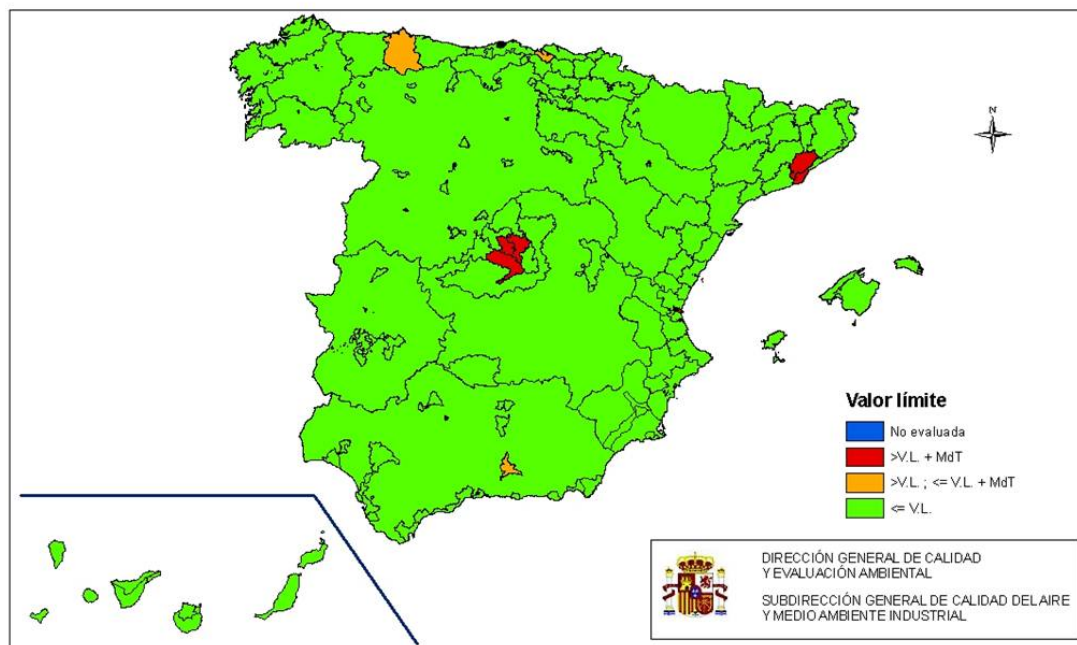 N
Valor límite
No evaluada
>V.L. + MdT
>V.L. ; <= V.L. + MdT
<= V.L.
DIRECCIÓN GENERAL DE CALIDAD
Y EVALUACIÓN AMBIENTAL
SUBDIRECCIÓN GENERAL DE CALIDAD DEL AIRE
Y MEDIO AMBIENTE INDUSTRIAL